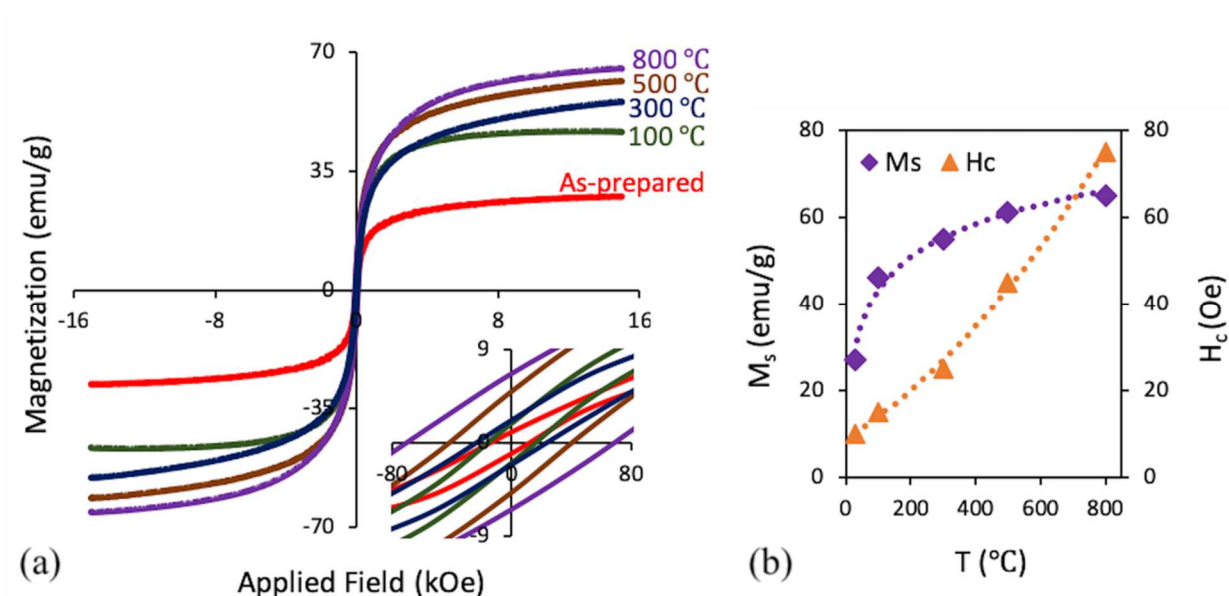 70
800 °C
500 °C
300 °C
100 °C
35
As-prepared
Magnetization (emu/g)
0
-16
-8
0
8
16
-35
-70
9
-80
0
0
80
-9
(a)
Applied Field (kOe)
80
80
Ms
Hc
60
60
40
40
20
20
0
0
Ms (emu/g)
Hc (Oe)
0
200
400
600
800
(b)
T (°C)